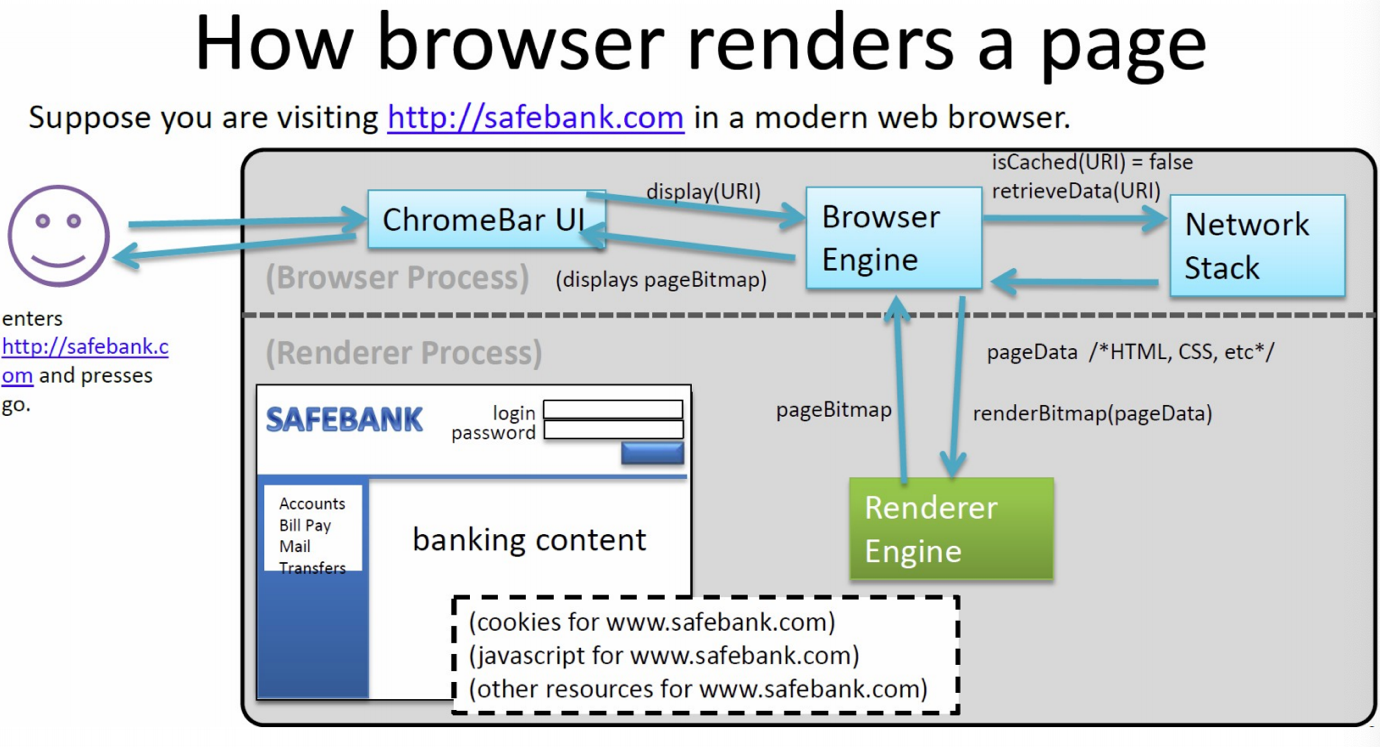 How browser renders a page
Suppose you are visiting http://safebank.com in a modern web browser.
enters
http://safebank.c
om and presses
go.
ChromeBar UI
display(URI)
(displays pageBitmap)
Browser
Engine
isCached(URI) = false
retrieveData(URI)
Network
Stack
(Browser Process)
(Renderer Process)
pageData /*HTML, CSS, etc*/
pageBitmap
renderBitmap(pageData)
Renderer
Engine
SAFEBANK
login
password
Accounts
Bill Pay
Mail
Transfers
banking content
(cookies for www.safebank.com)
(javascript for www.safebank.com)
(other resources for www.safebank.com)